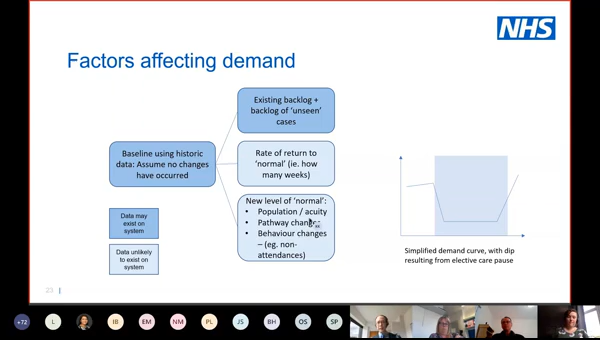 NHS
Factors affecting demand
Existing backlog +
backlog of 'unseen'
cases
Baseline using historic
data: Assume no changes
have occurred
Rate of return to
'normal' (ie. how
many weeks)
New level of 'normal':
• Population / acuity
• Pathway change
• Behaviour changes
– (eg. non-
attendances)
Data may
exist on
system
Data unlikely
to exist on
system
Simplified demand curve, with dip
resulting from elective care pause
23 |
+72
L
IB
EM
NM
PL
JS
BH
OS
SP